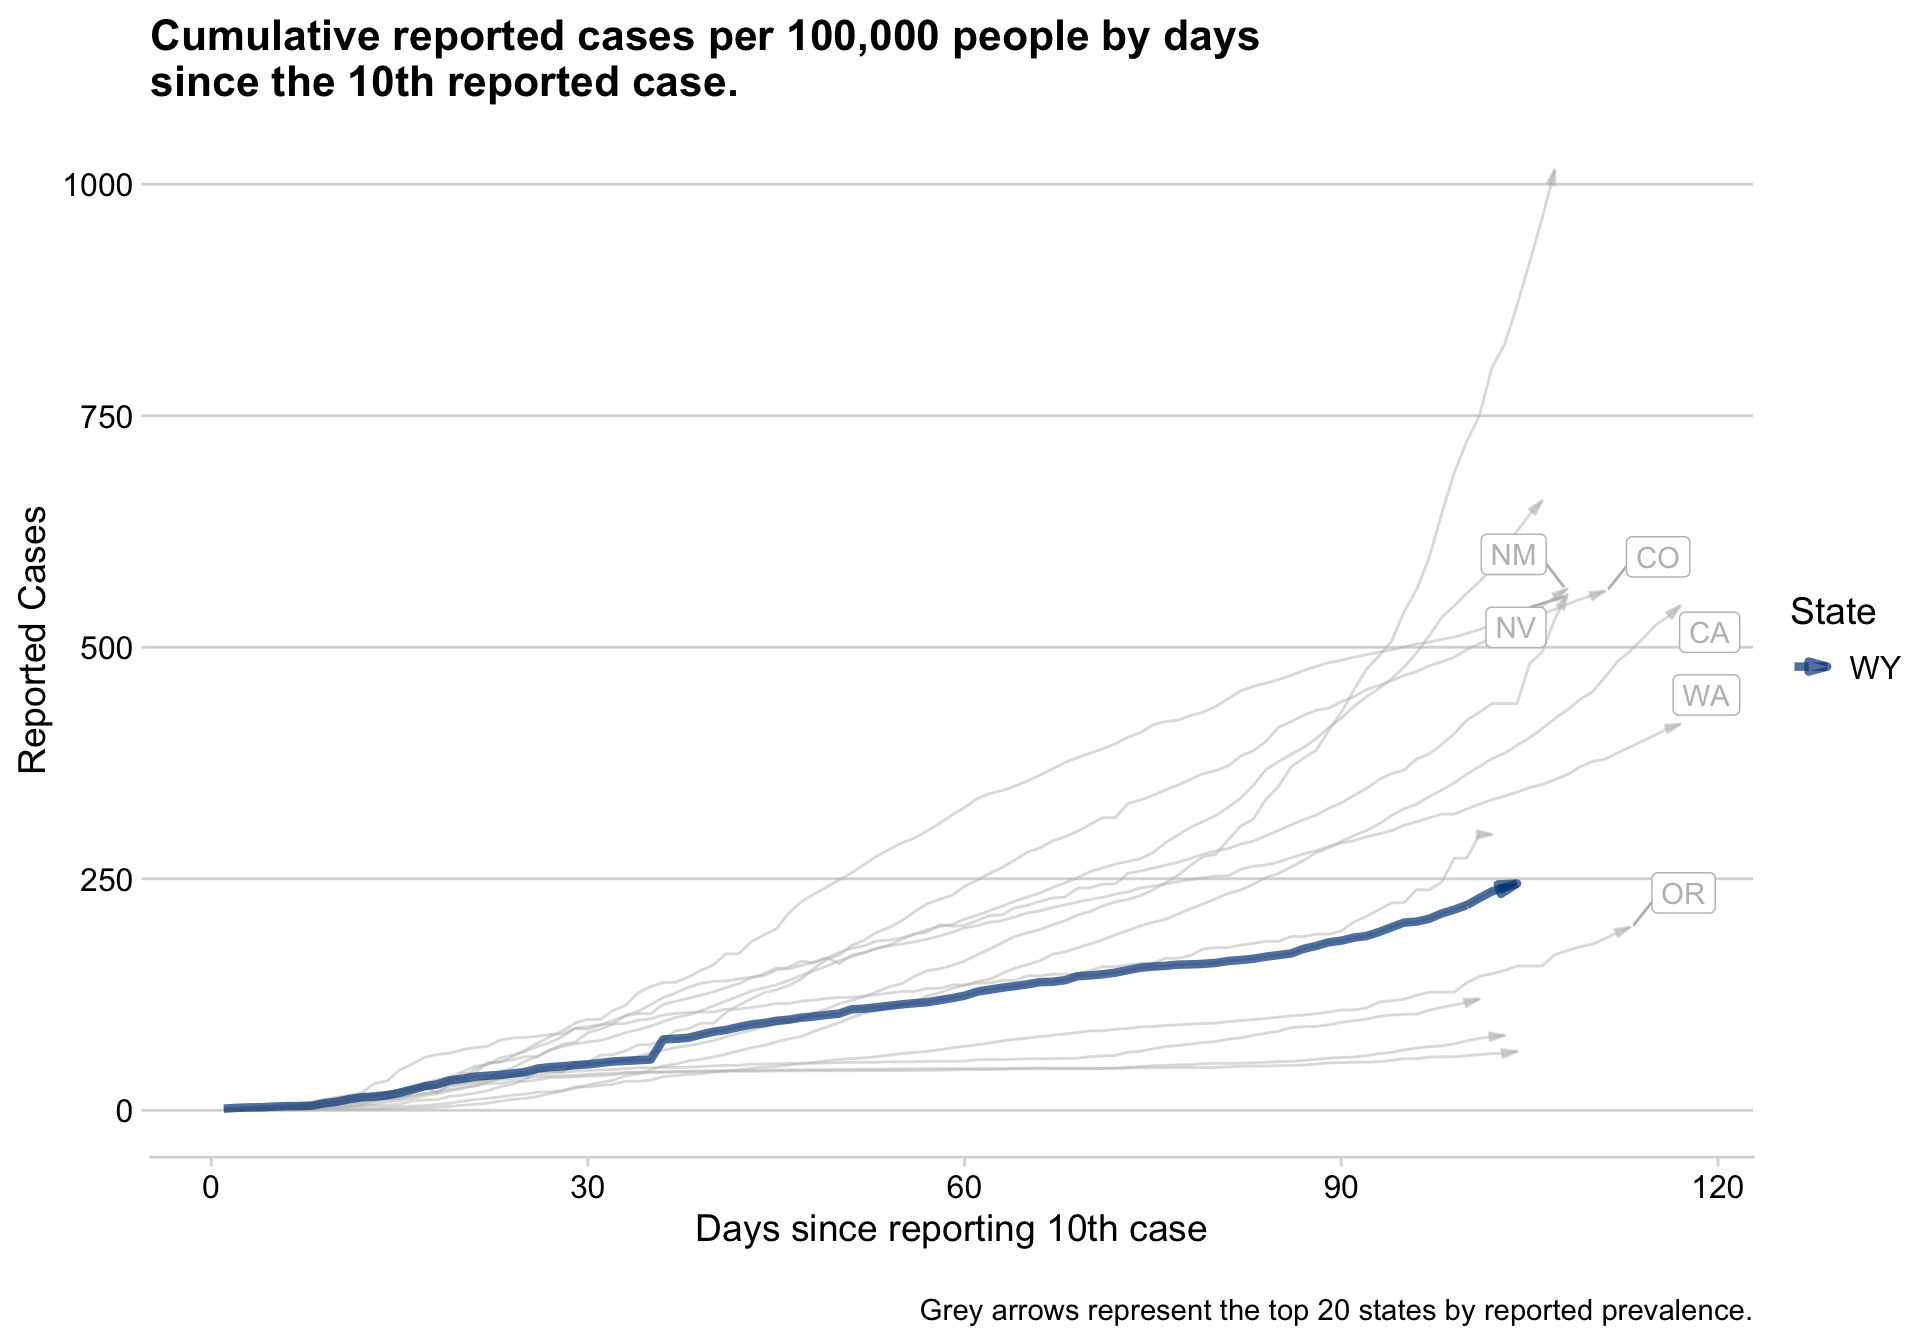 Cumulative reported cases per 100,000 people by days
since the 10th reported case.
1000
750
500
250
0
Reported Cases
NM
CO
NV
CA
WA
OR
State
WY
0
30
60
90
120
Days since reporting 10th case
Grey arrows represent the top 20 states by reported prevalence.